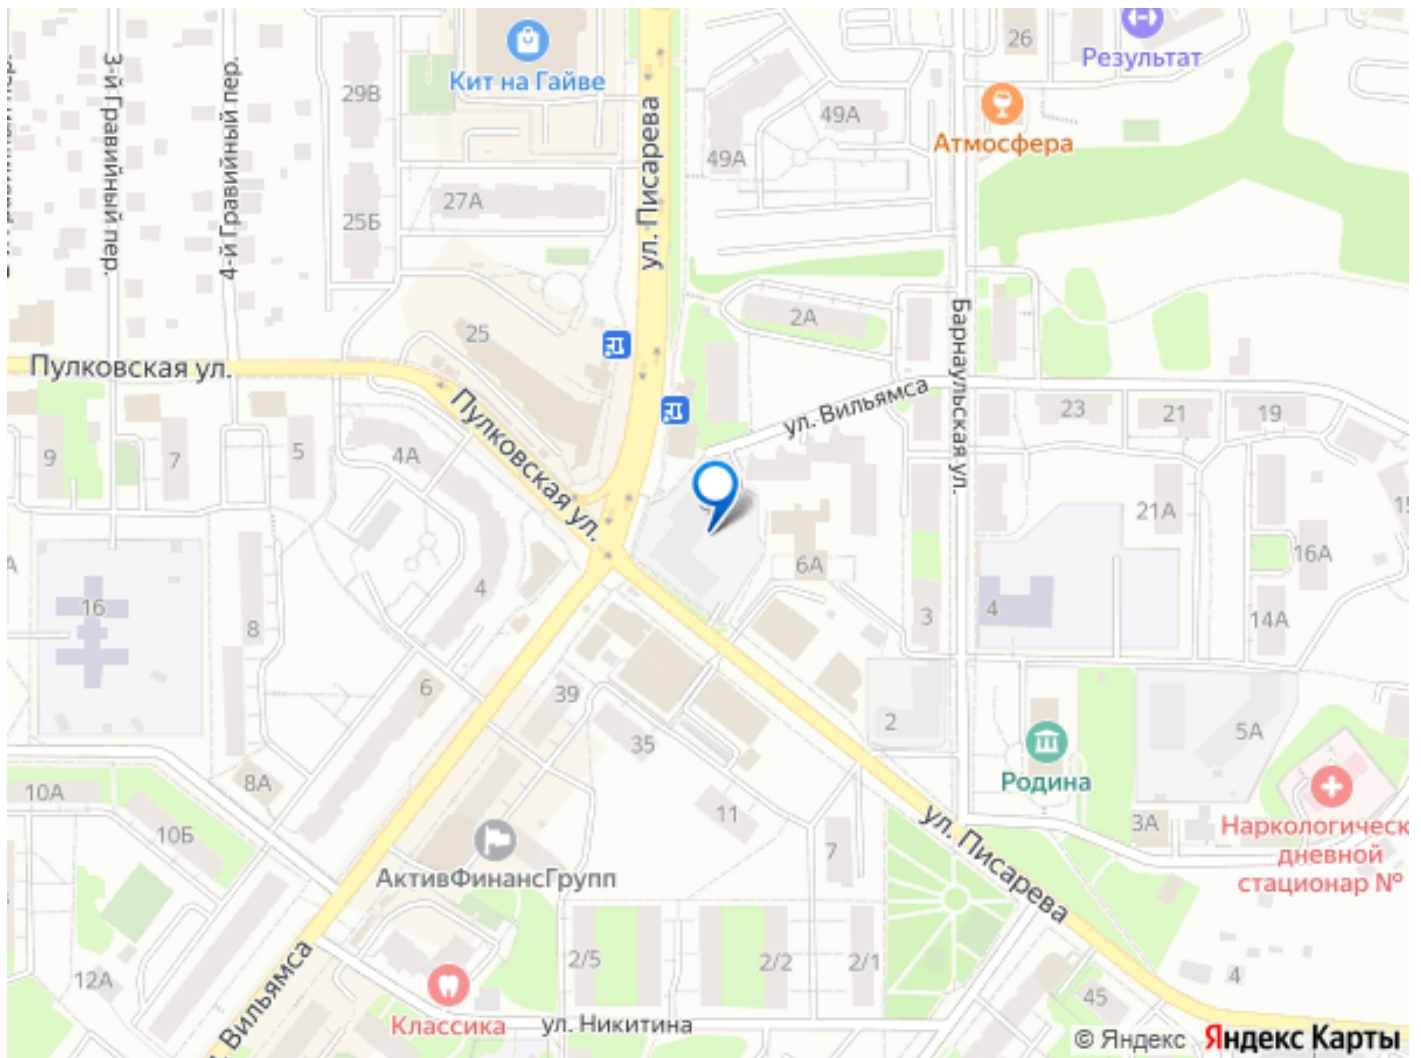 3-й Гравийный пер.
4-й Гравийный пер.
29В
Кит на Гайве
ул. Писарева
26
Результат
49А
49А
Атмосфера
27А
25Б
25
2А
Барнаульская ул.
Пулковская ул.
Пулковская ул.
ул. Вильямса
23
21
19
9
7
5
4А
15
21А
16А
6А
4
16
8
4
3
14А
6
39
35
2
5А
Родина
8А
10А
10Б
11
7
3А
Наркологическ
дневной
стационар №
ул. Писарева
АктивФинансГрупп
12А
2/5
2/2
2/1
4
45
Вильямса
Классика
ул. Никитина
© Яндекс Яндекс Карты